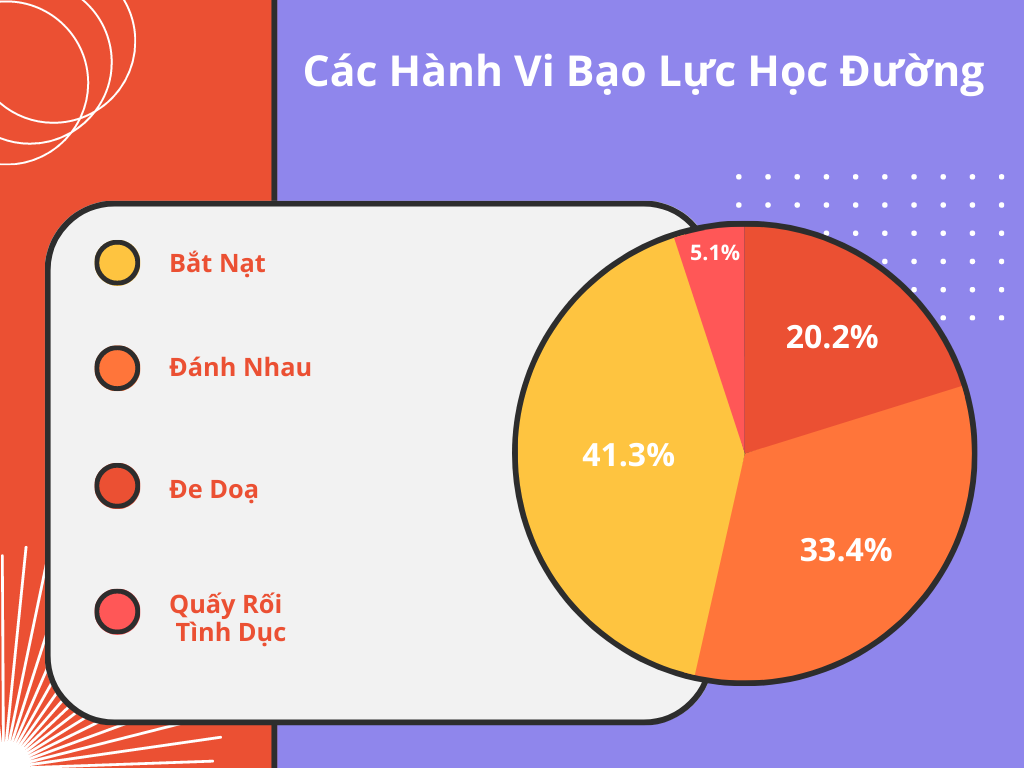 Các Hành Vi Bạo Lực Học Đường
Bắt Nạt
Đánh Nhau
Đe Doạ
Quấy Rối
Tình Dục
5.1%
20.2%
41.3%
33.4%